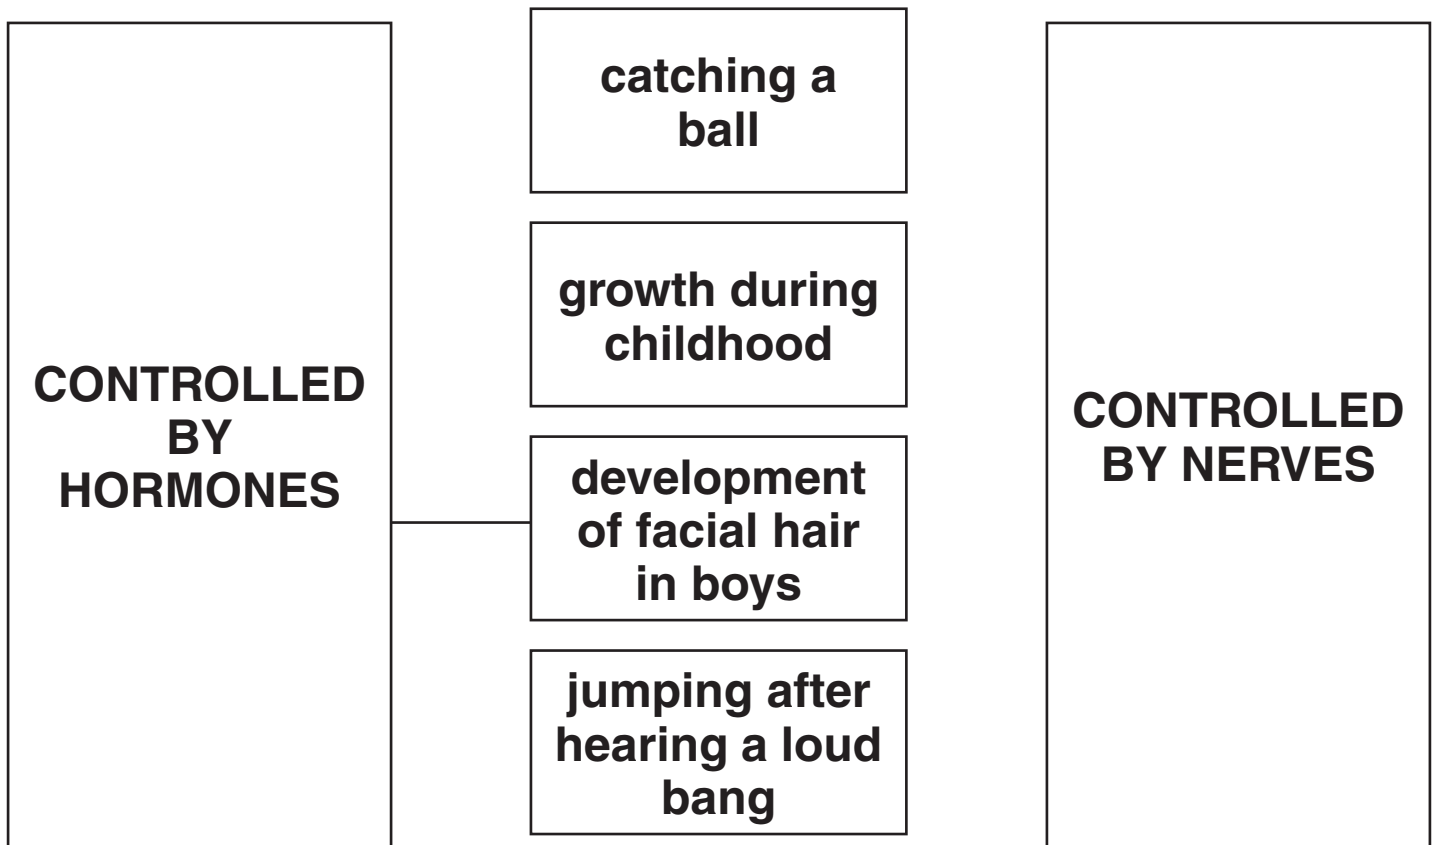 CONTROLLED
BY
HORMONES
catching a
ball
growth during
childhood
development
of facial hair
in boys
jumping after
hearing a loud
bang
CONTROLLED
BY NERVES